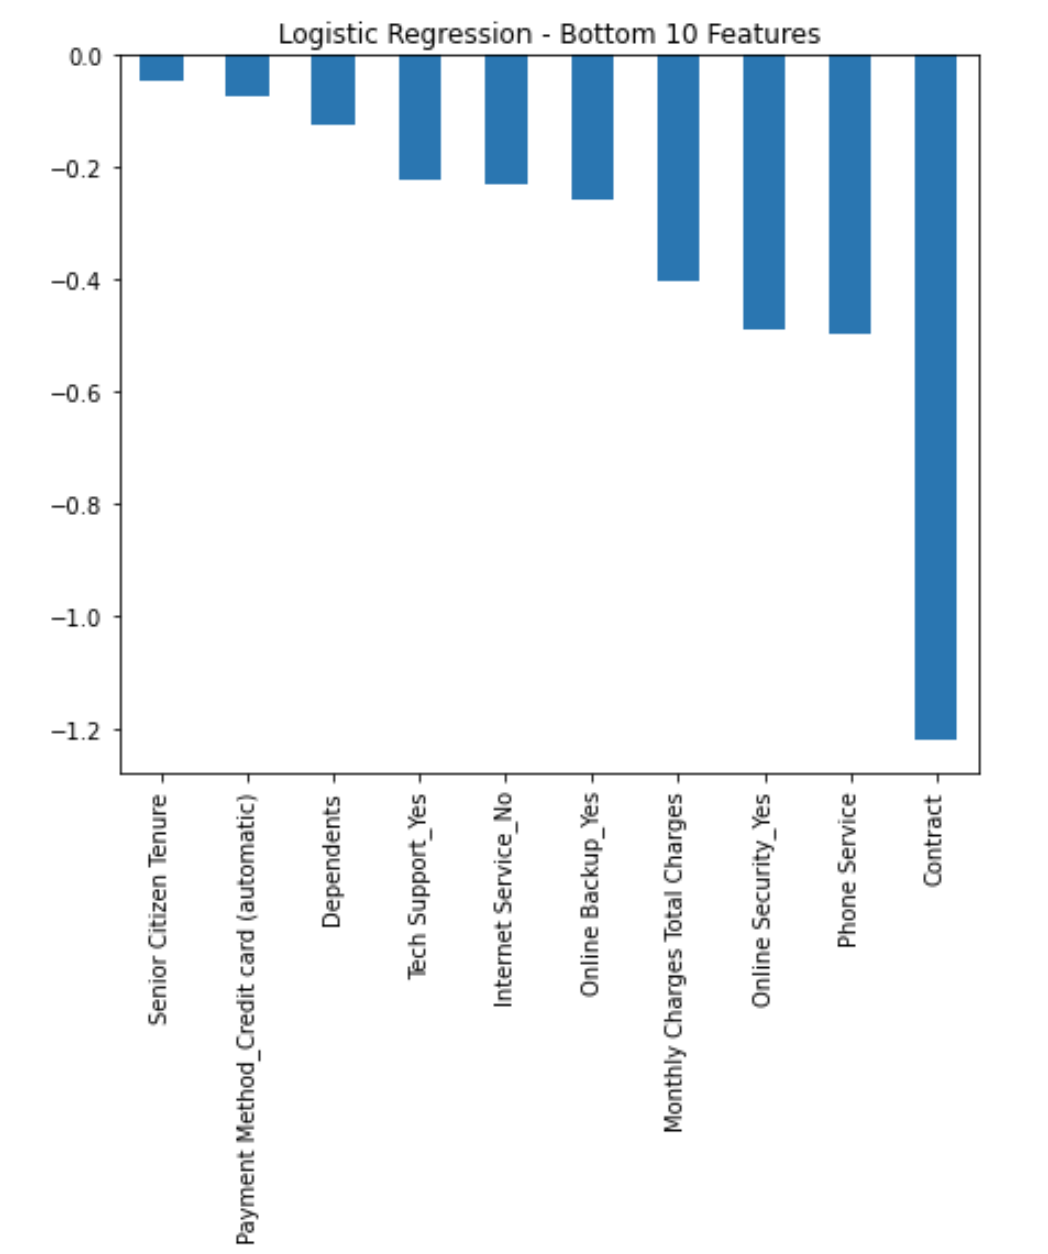 Logistic Regression - Bottom 10 Features
0.0
−0.2
−0.4
−0.6
−0.8
−1.0
−1.2
Senior Citizen Tenure
Payment Method_Credit card (automatic)
Dependents
Tech Support_Yes
Internet Service_No
Online Backup_Yes
Monthly Charges Total Charges
Online Security_Yes
Phone Service
Contract